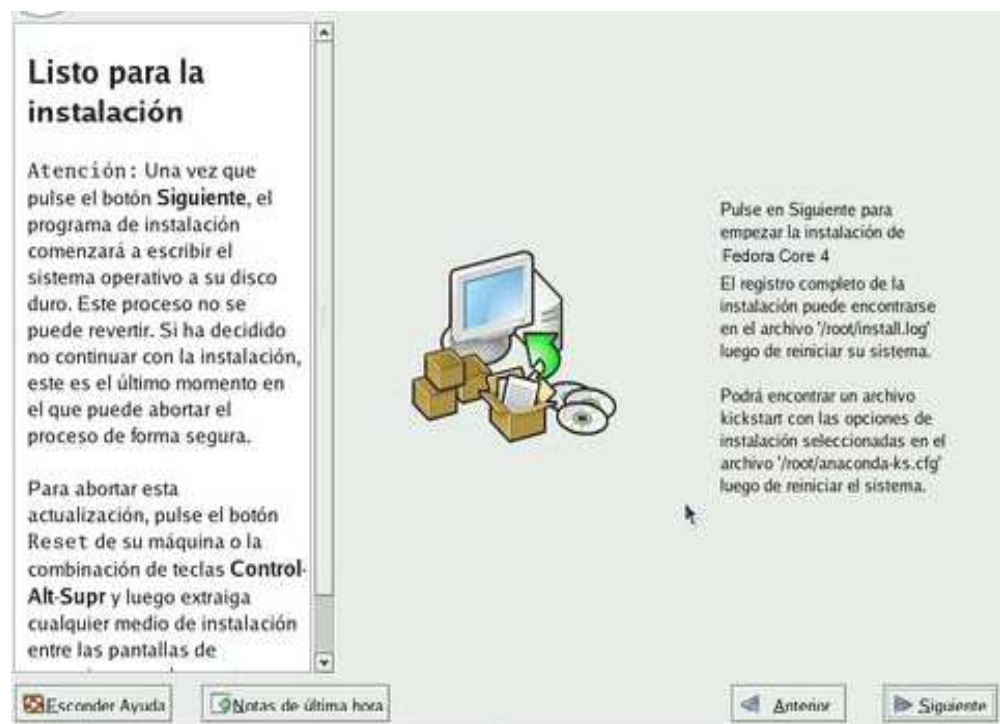 Listo para la
instalación
Atención: Una vez que
pulse el botón Siguiente, el
programa de instalación
comenzará a escribir el
sistema operativo a su disco
duro. Este proceso no se
puede revertir. Si ha decidido
no continuar con la instalación,
este es el último momento en
el que puede abortar el
proceso de forma segura.
Para abortar esta
actualización, pulse el botón
Reset de su máquina o la
combinación de teclas Control-
Alt-Supr y luego extraiga
cualquier medio de instalación
entre las pantallas de
Pulse en Siguiente para
empezar la instalación de
Fedora Core 4
El registro completo de la
instalación puede encontrarse
en el archivo '/root/install.log'
luego de reiniciar su sistema.
Podrá encontrar un archivo
kickstart con las opciones de
instalación seleccionadas en el
archivo '/root/anaconda-ks.cfg'
luego de reiniciar el sistema.
Esconder Ayuda
Notas de última hora
Anterior
Siguiente